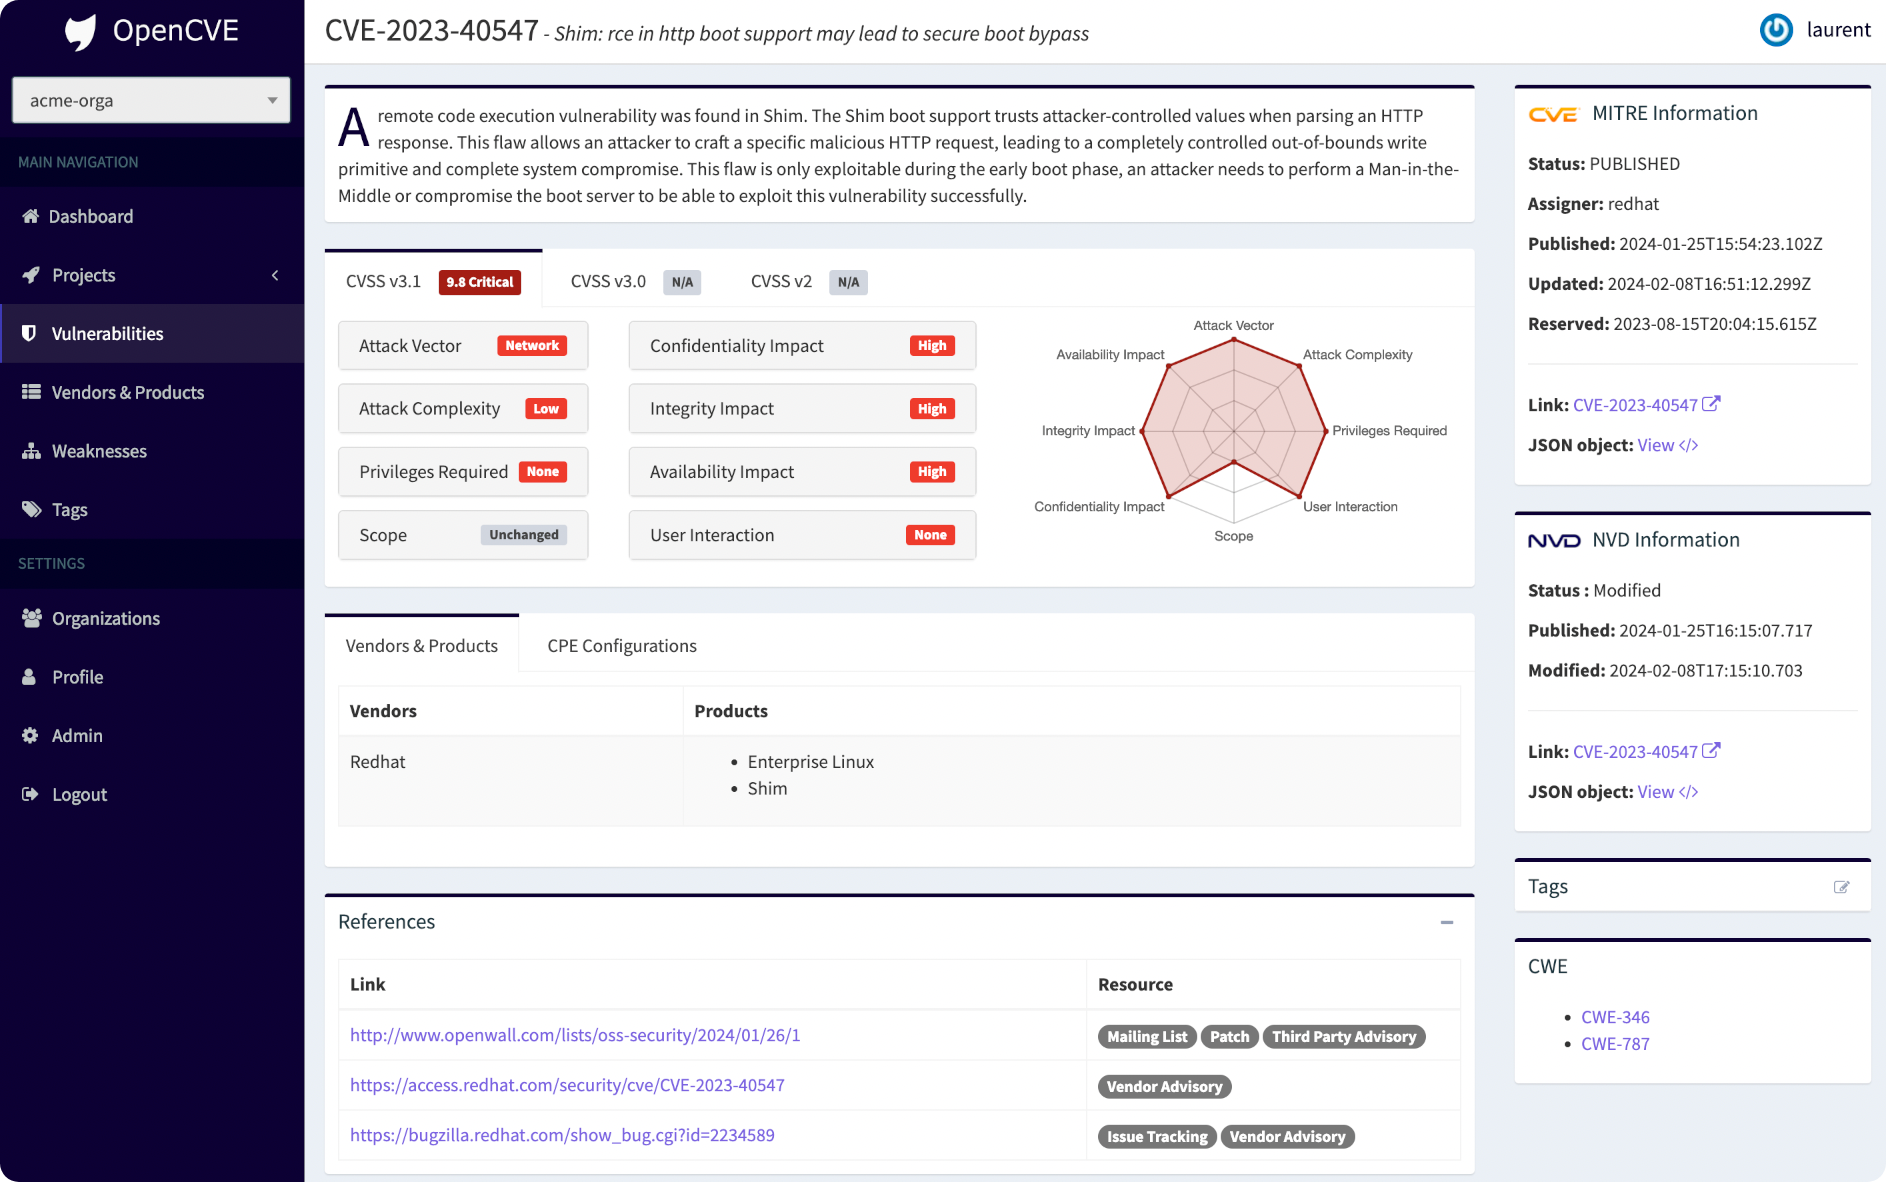 OpenCVE
acme-orga
MAIN NAVIGATION
Dashboard
Projects
Vulnerabilities
Vendors & Products
Weaknesses
Tags
SETTINGS
Organizations
Profile
Admin
Logout
CVE-2023-40547 - Shim: rce in http boot support may lead to secure boot bypass
laurent
A remote code execution vulnerability was found in Shim. The Shim boot support trusts attacker-controlled values when parsing an HTTP
response. This flaw allows an attacker to craft a specific malicious HTTP request, leading to a completely controlled out-of-bounds write
primitive and complete system compromise. This flaw is only exploitable during the early boot phase, an attacker needs to perform a Man-in-the-
Middle or compromise the boot server to be able to exploit this vulnerability successfully.
CVSS v3.1 9.8 Critical CVSS v3.0 N/A CVSS v2 N/A
Attack Vector Network
Attack Complexity Low
Privileges Required None
Scope Unchanged
Confidentiality Impact High
Integrity Impact High
Availability Impact High
User Interaction None
Attack Vector
Availability Impact
Attack Complexity
Integrity Impact
Privileges Required
Confidentiality Impact
User Interaction
Scope
Vendors & Products CPE Configurations
Vendors Products
Redhat
Enterprise Linux
Shim
References
Link Resource
http://www.openwall.com/lists/oss-security/2024/01/26/1 Mailing List Patch Third Party Advisory
https://access.redhat.com/security/cve/CVE-2023-40547 Vendor Advisory
https://bugzilla.redhat.com/show_bug.cgi?id=2234589 Issue Tracking Vendor Advisory
CVE MITRE Information
Status: PUBLISHED
Assigner: redhat
Published: 2024-01-25T15:54:23.102Z
Updated: 2024-02-08T16:51:12.299Z
Reserved: 2023-08-15T20:04:15.615Z
Link: CVE-2023-40547
JSON object: View </>
NVD NVD Information
Status : Modified
Published: 2024-01-25T16:15:07.717
Modified: 2024-02-08T17:15:10.703
Link: CVE-2023-40547
JSON object: View </>
Tags
CWE
CWE-346
CWE-787